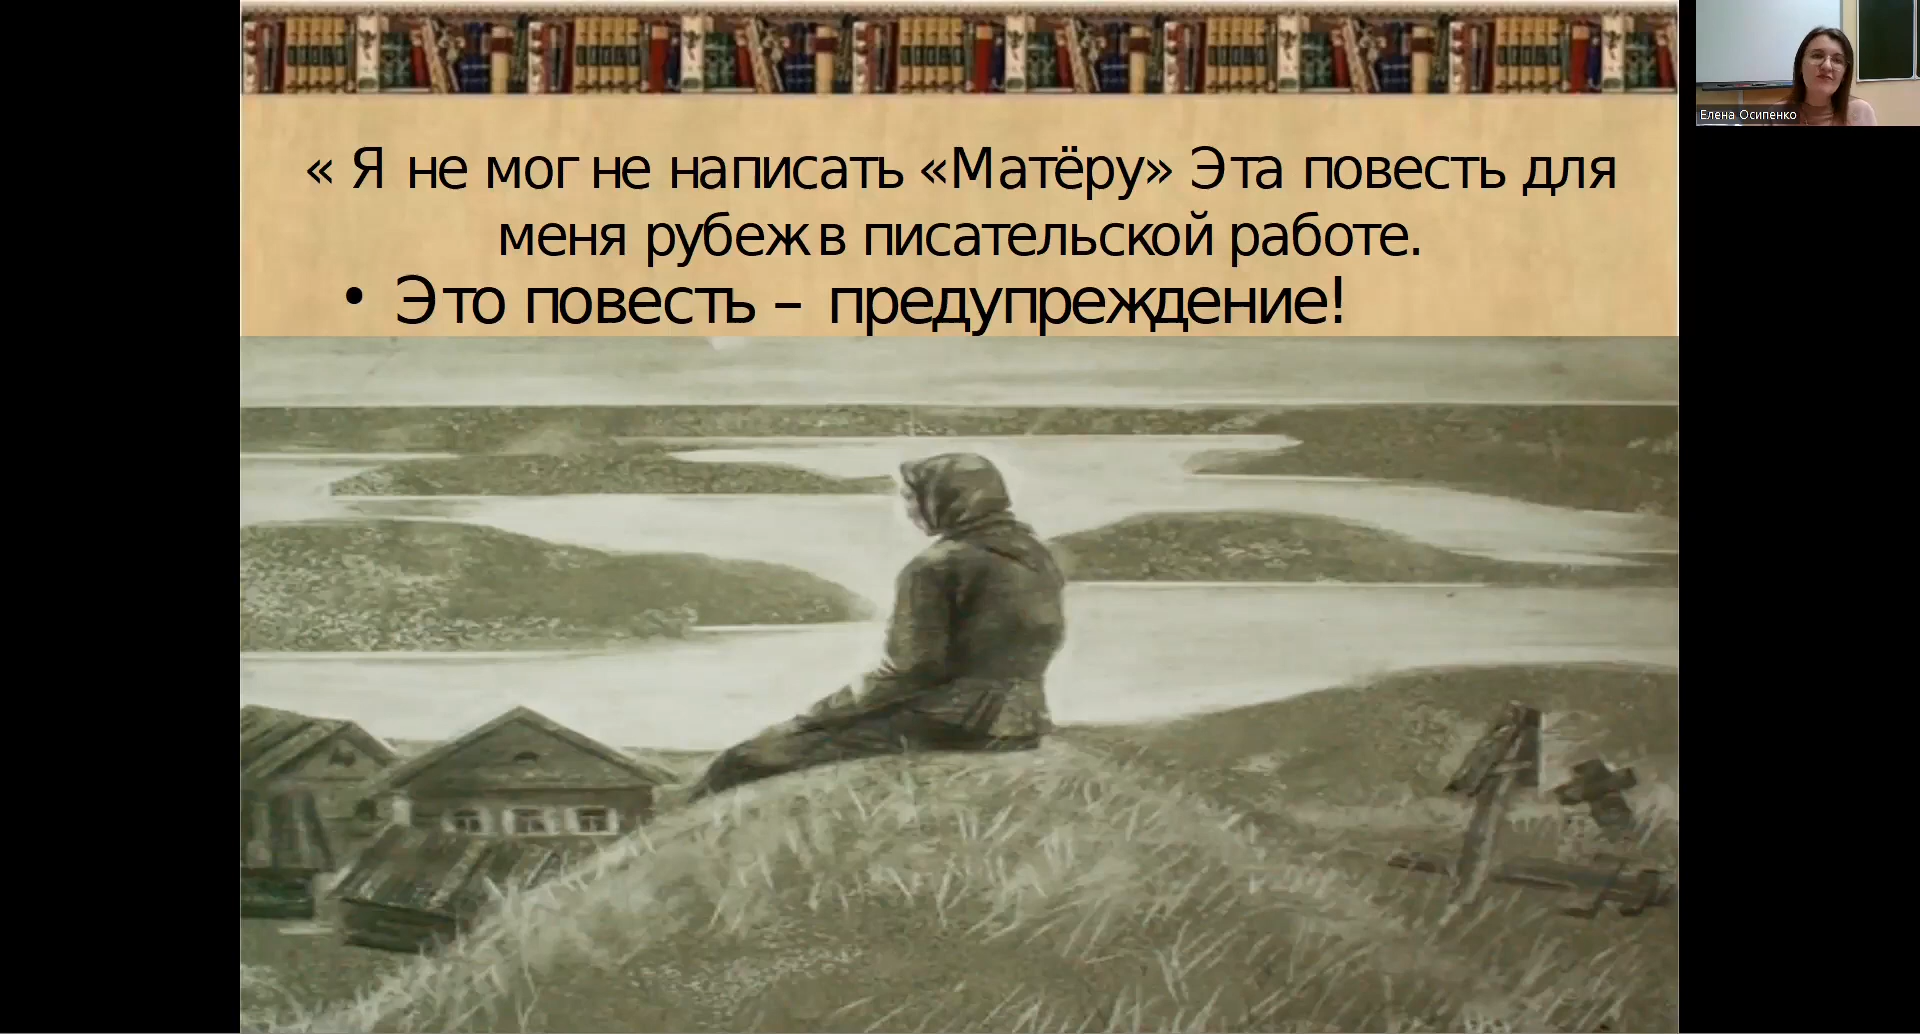 « Я не мог не написать «Матёру» Эта повесть для
меня рубеж в писательской работе.
• Это повесть – предупреждение!
Елена Осипенко